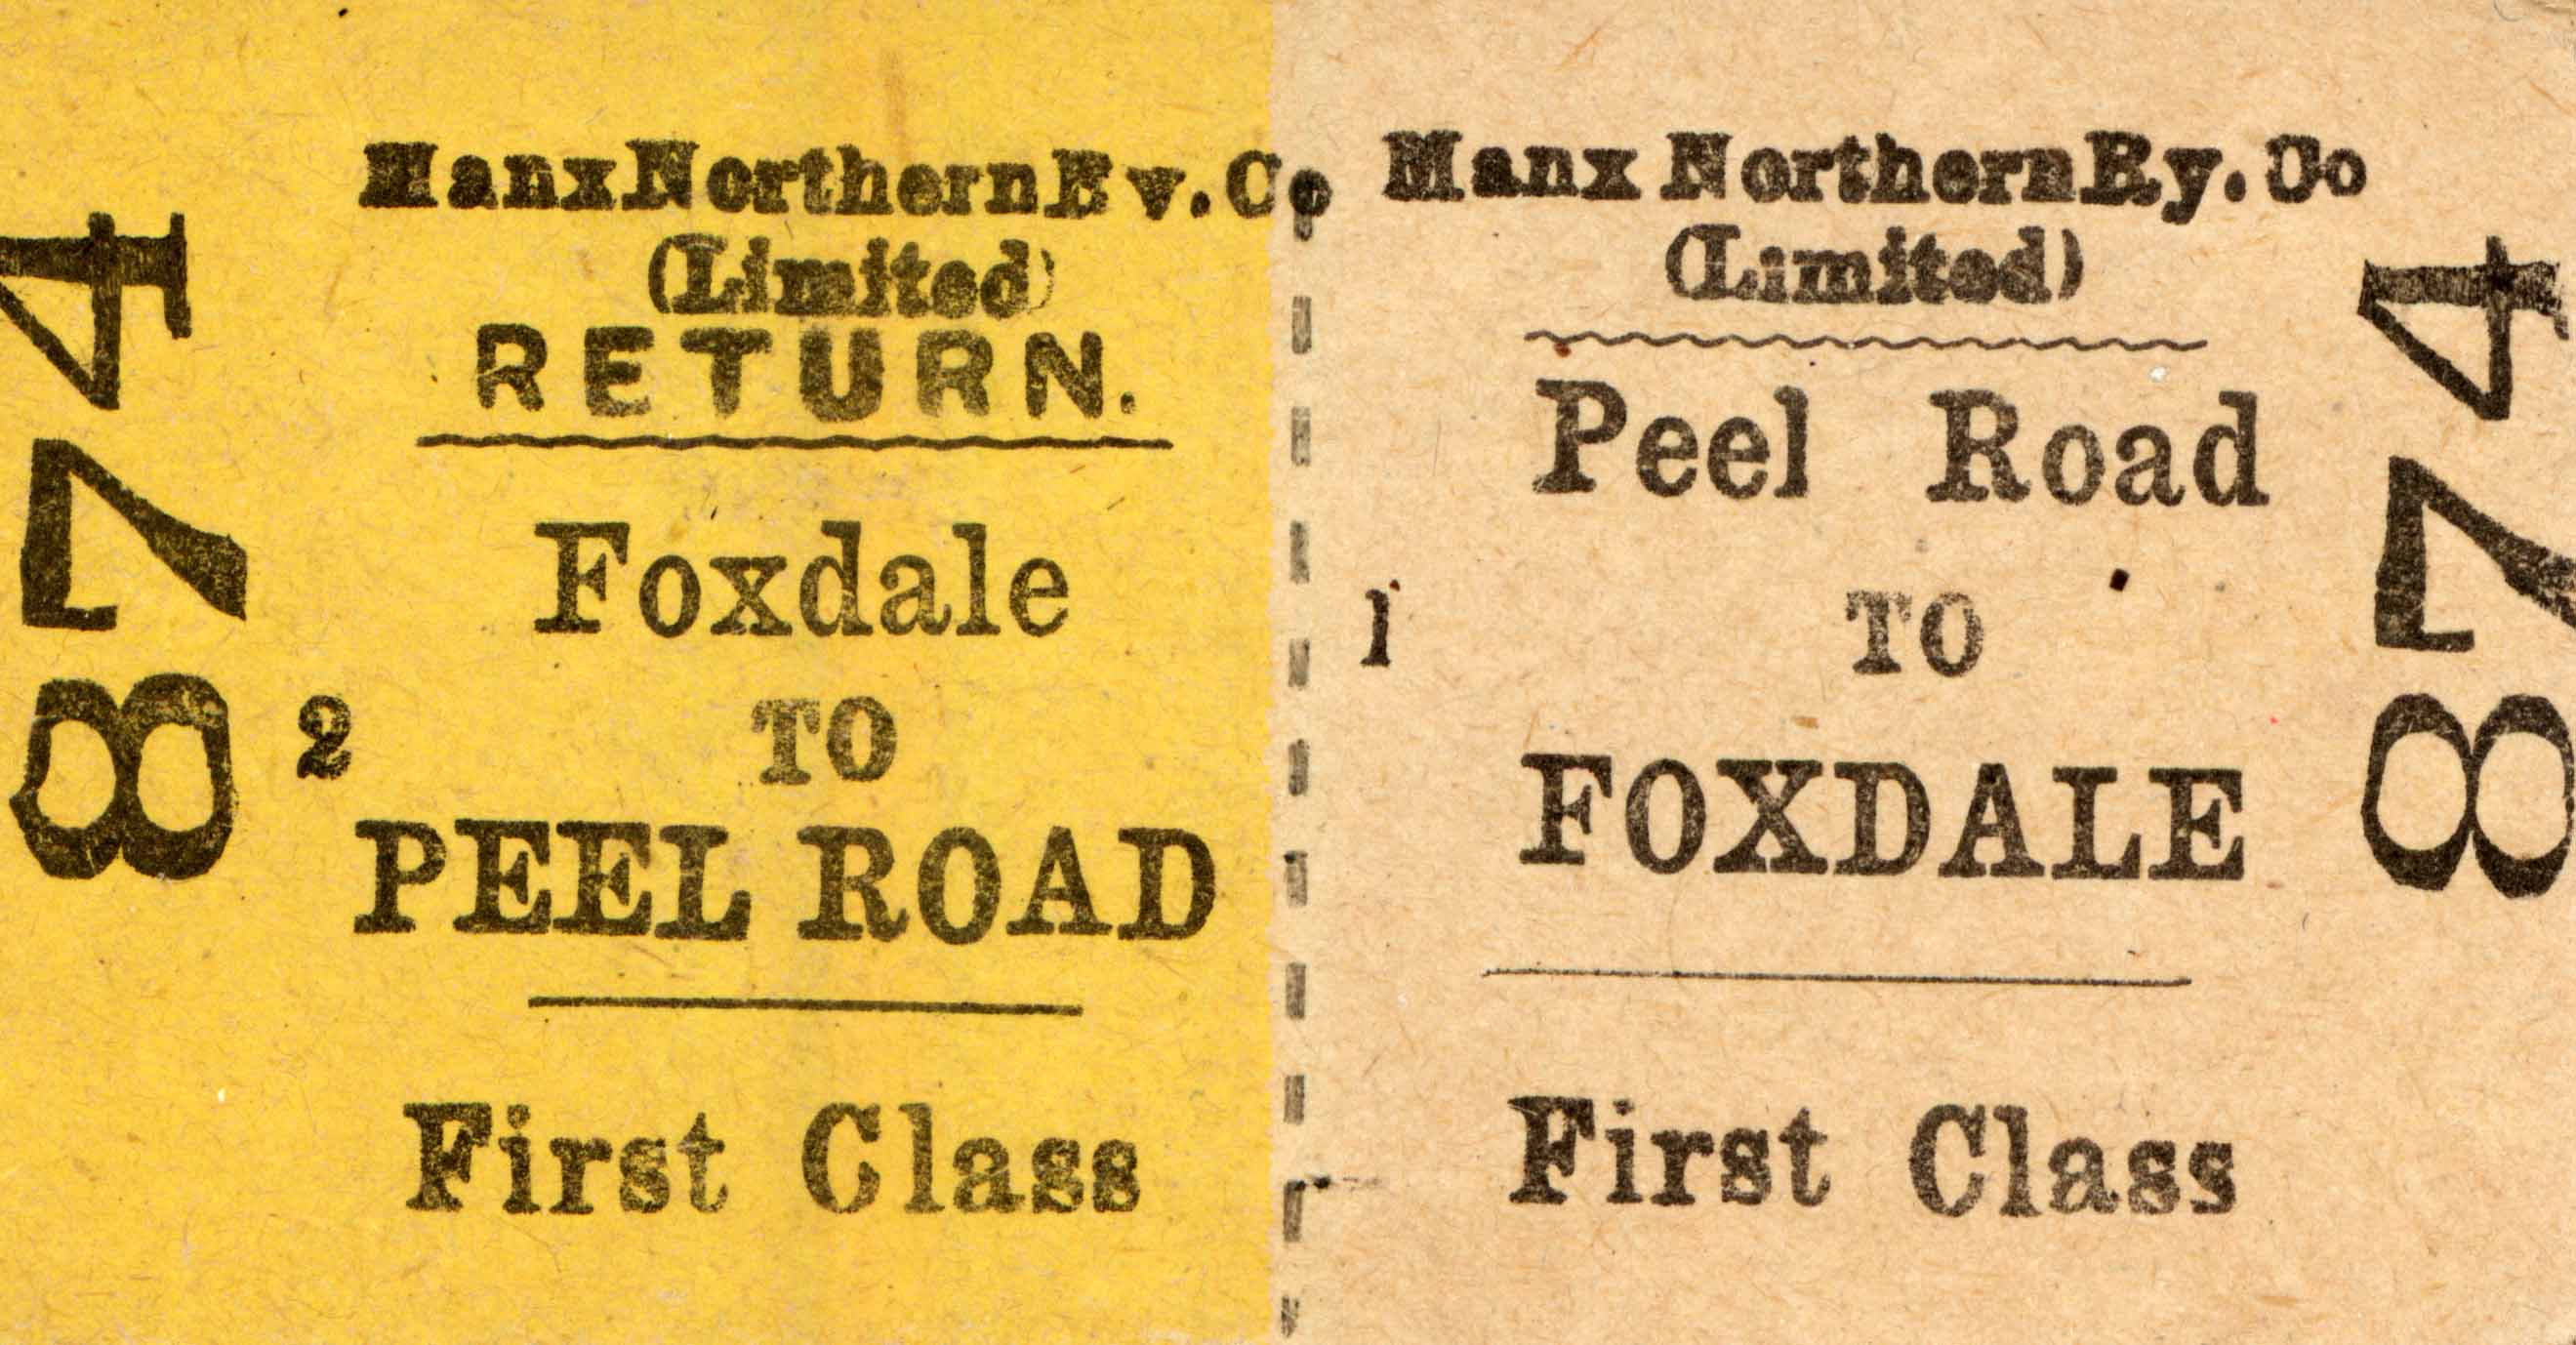 Manx Northern Ry. Co
(Limited)
RETURN.
Foxdale
TO
2
PEEL ROAD
First Class
874
Manx Northern Ry. Co
(Limited)
Peel Road
1
TO
FOXDALE
First Class
874